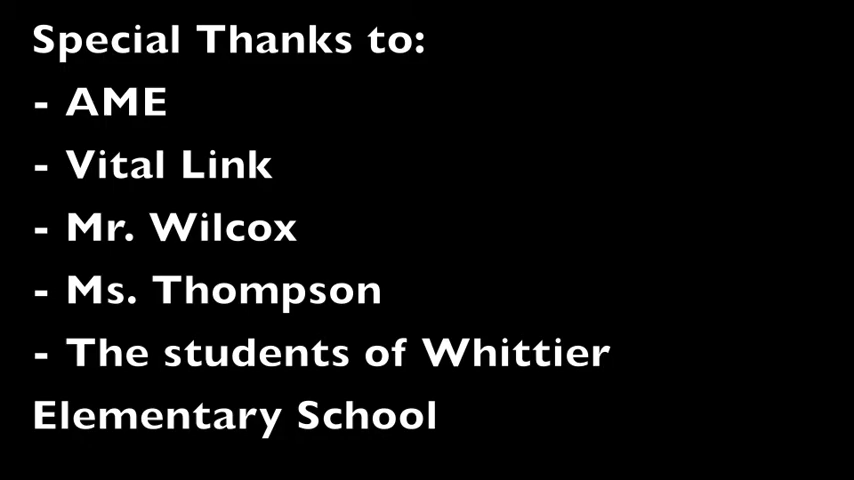 Special Thanks to:
- AME
- Vital Link
- Mr. Wilcox
- Ms. Thompson
- The students of Whittier
Elementary School